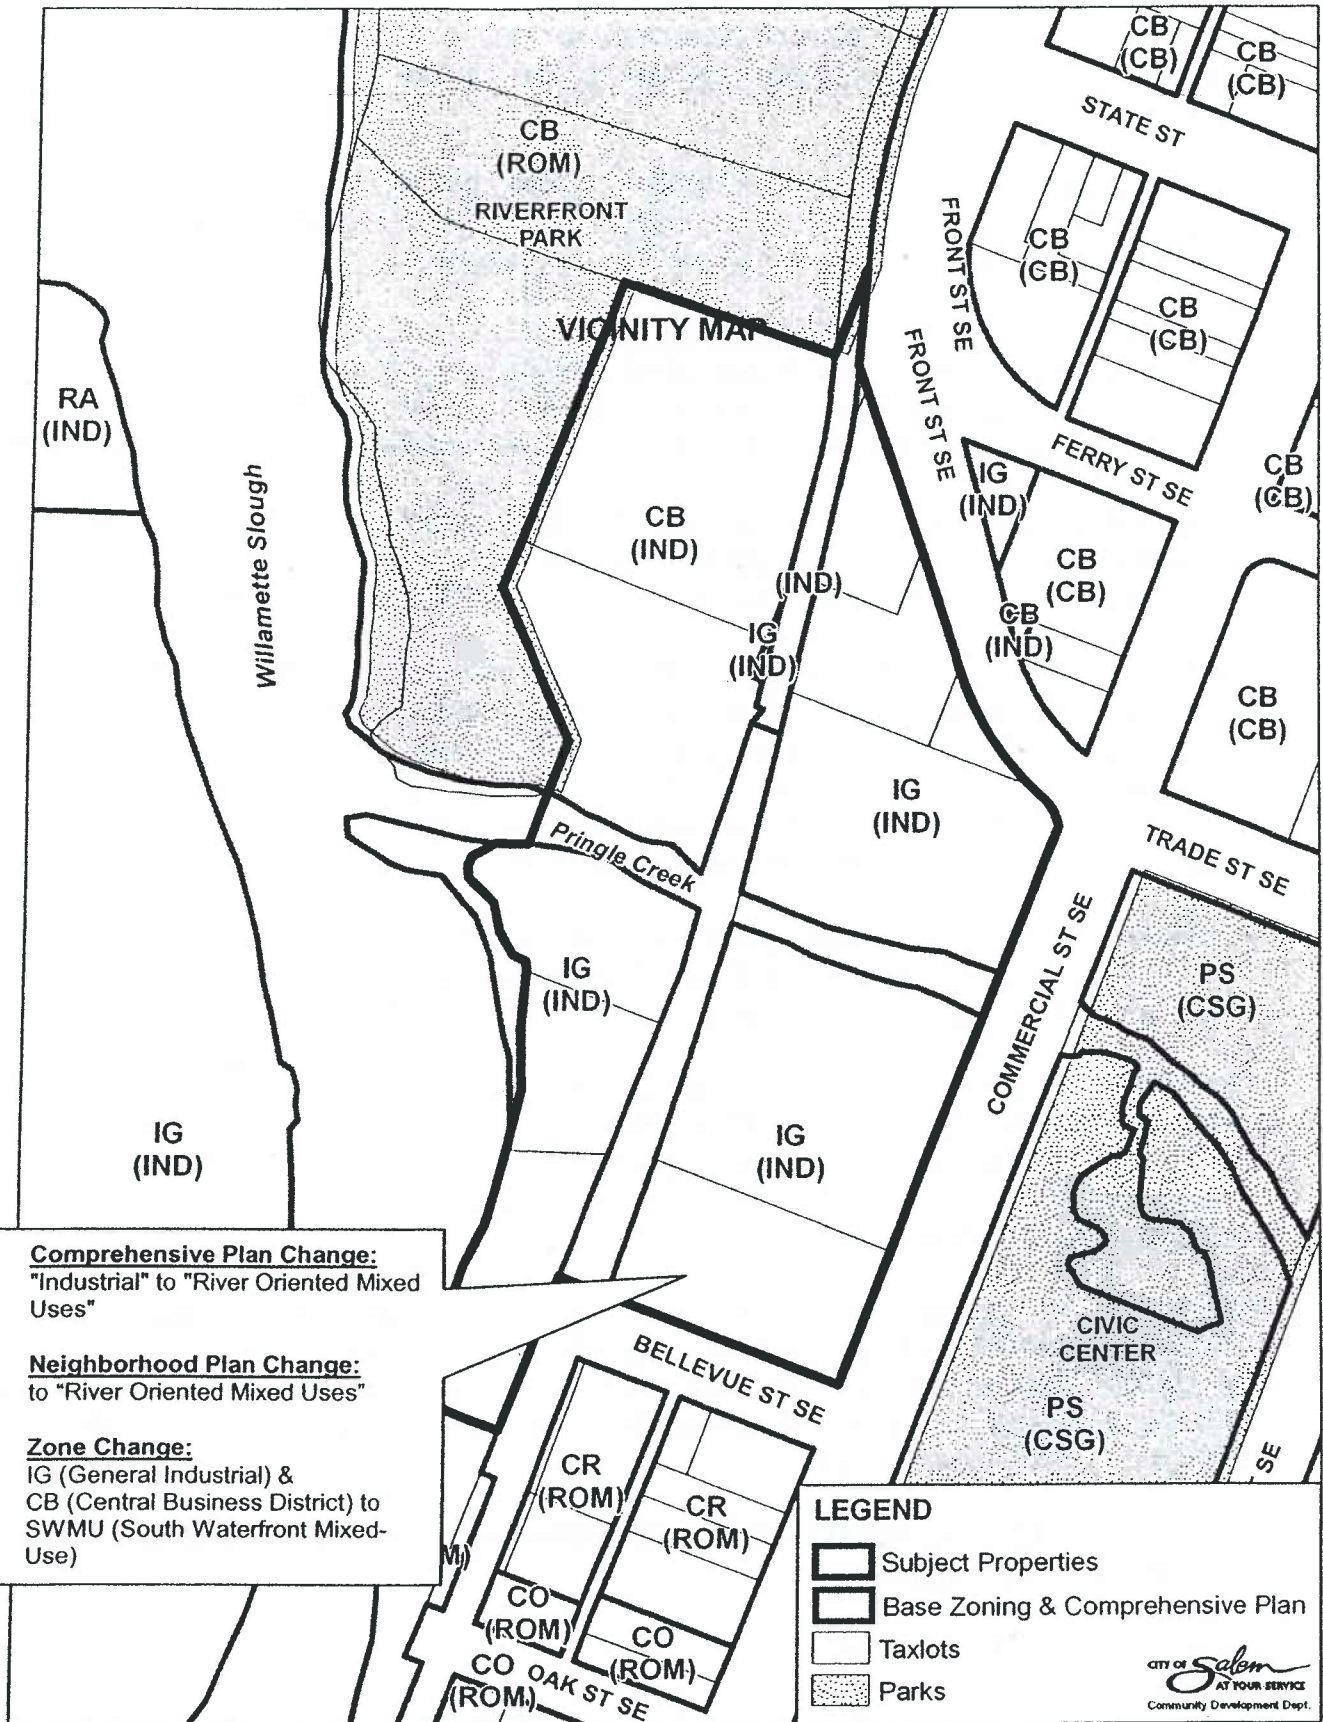 CB
(CB)
CB
(CB)
STATE ST
CB
(ROM)
RIVERFRONT
PARK
FRONT ST SE
CB
(CB)
CB
(CB)
VICINITY MAP
FRONT ST SE
RA
(IND)
FERRY ST SE
CB
(CB)
IG
(IND)
Willamette Slough
CB
(IND)
(IND)
CB
(CB)
CB
(IND)
IG
(IND)
CB
(CB)
IG
(IND)
Pringle Creek
TRADE ST SE
COMMERCIAL ST SE
IG
(IND)
PS
(CSG)
IG
(IND)
IG
(IND)
Comprehensive Plan Change:
"Industrial" to "River Oriented Mixed
Uses"
Neighborhood Plan Change:
to "River Oriented Mixed Uses"
Zone Change:
IG (General Industrial) &
CB (Central Business District) to
SWMU (South Waterfront Mixed-
Use)
CIVIC
CENTER
BELLEVUE ST SE
PS
(CSG)
SE
CR
(ROM)
CR
(ROM)
M)
CO
(ROM)
CO
(ROM)
CO
(ROM)
OAK ST SE
LEGEND
Subject Properties
Base Zoning & Comprehensive Plan
Taxlots
Parks
CITY OF Salem
AT YOUR SERVICE
Community Development Dept.